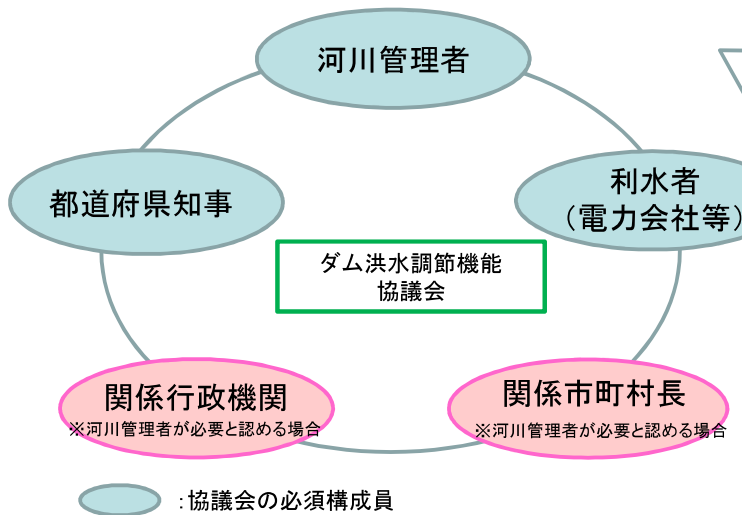 河川管理者
都道府県知事
利水者
（電力会社等）
ダム洪水調節機能
協議会
関係行政機関
※河川管理者が必要と認める場合
関係市町村長
※河川管理者が必要と認める場合
：協議会の必須構成員